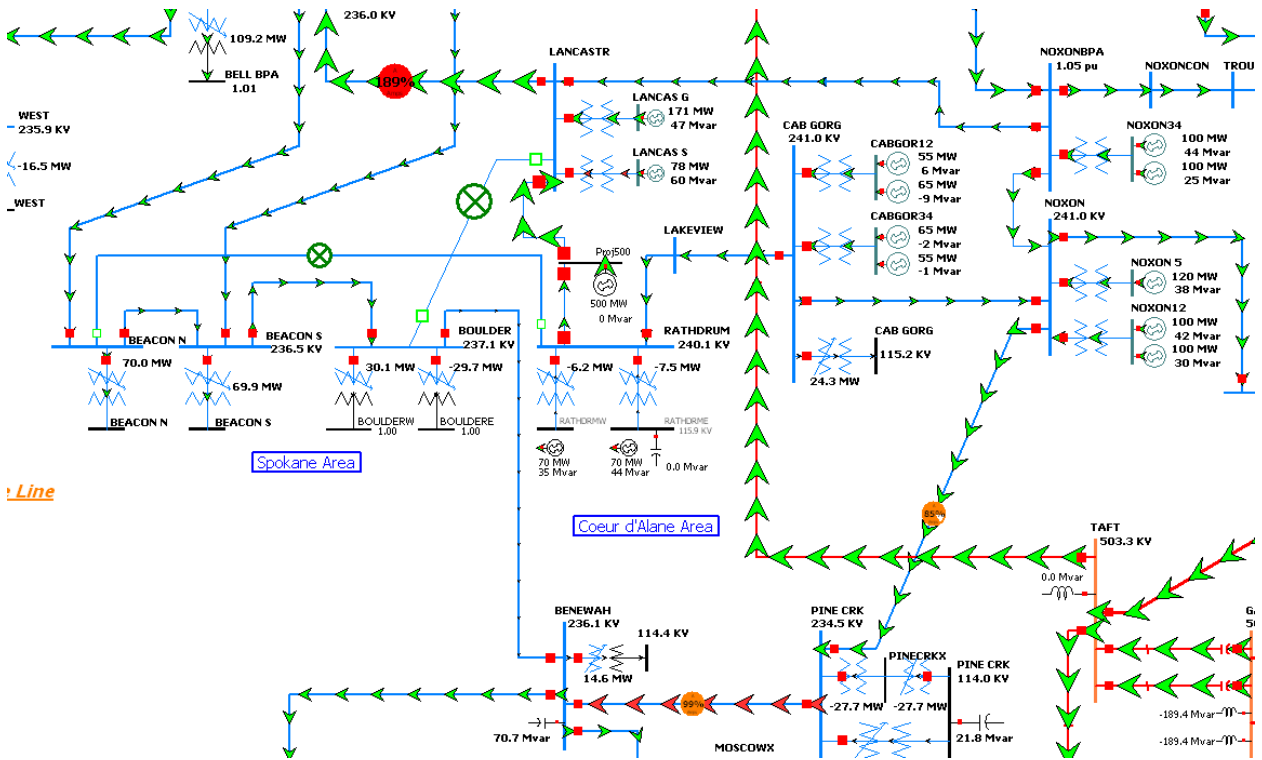 236.0 KV
109.2 MW
BELL BPA
1.01
WEST
235.9 KV
-16.5 MW
WEST
189%
LANCASTR
LANCAS G
171 MW
47 Mvar
LANCAS S
78 MW
60 Mvar
CAB GORG
241.0 KV
CABGOR12
55 MW
6 Mvar
65 MW
-9 Mvar
CABGOR34
65 MW
-2 Mvar
55 MW
-1 Mvar
NOXONBPA
1.05 pu
NOXONCON
TROU
NOXON34
100 MW
44 Mvar
100 MW
25 Mvar
NOXON
241.0 KV
NOXON 5
120 MW
38 Mvar
NOXON12
100 MW
42 Mvar
100 MW
30 Mvar
LAKEVIEW
Proj500
500 MW
0 Mvar
RATHDRUM
240.1 KV
-6.2 MW
-7.5 MW
RATHDRMW
RATHDRME
115.9 KV
70 MW
35 Mvar
70 MW
44 Mvar
0.0 Mvar
CAB GORG
115.2 KV
24.3 MW
BEACON N
70.0 MW
BEACON S
236.5 KV
69.9 MW
BEACON N
BEACON S
BOULDER
237.1 KV
30.1 MW
-29.7 MW
BOULDERW
1.00
BOULDERE
1.00
Spokane Area
Line
Coeur d'Alane Area
85%
TAFT
503.3 KV
0.0 Mvar
BENEWAH
236.1 KV
114.4 KV
14.6 MW
99%
70.7 Mvar
PINE CRK
234.5 KV
PINECRKX
-27.7 MW
-27.7 MW
PINE CRK
114.0 KV
21.8 Mvar
MOSCOWX
-189.4 Mvar
-189.4 Mvar